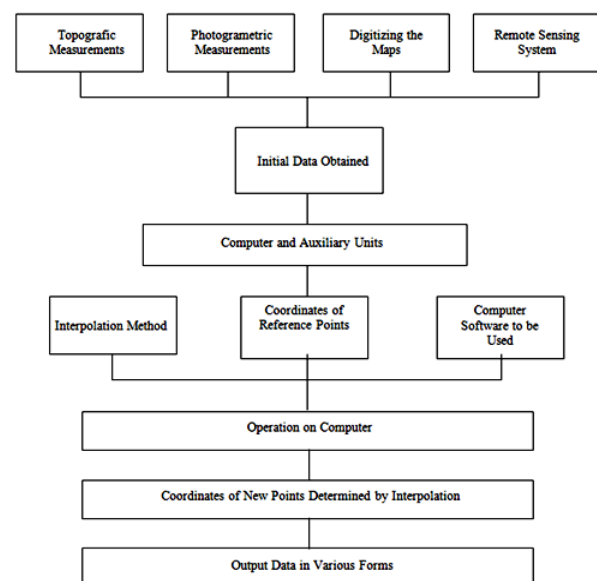 Topografic
Measurements
Photogrametric
Measurements
Digitizing the
Maps
Remote Sensing
System
Initial Data Obtained
Computer and Auxiliary Units
Interpolation Method
Coordinates of
Reference Points
Computer
Software to be
Used
Operation on Computer
Coordinates of New Points Determined by Interpolation
Output Data in Various Forms